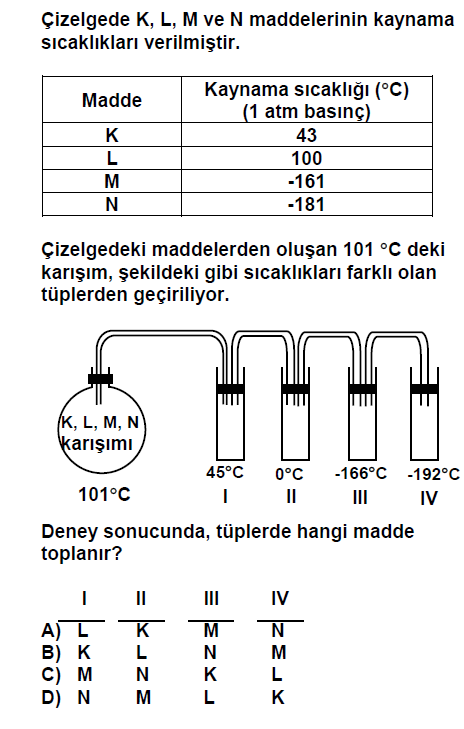 Çizelgede K, L, M ve N maddelerinin kaynama
sıcaklıkları verilmiştir.
Madde
Kaynama sıcaklığı (°C)
(1 atm basınç)
K 43
L 100
M -161
N -181
Çizelgedeki maddelerden oluşan 101 °C deki
karışım, şekildeki gibi sıcaklıkları farklı olan
tüplerden geçiriliyor.
K, L, M, N
karışımı
101°C
45°C 0°C -166°C -192°C
I II III IV
Deney sonucunda, tüplerde hangi madde
toplanır?
I II III IV
A) L K M N
B) K L N M
C) M N K L
D) N M L K